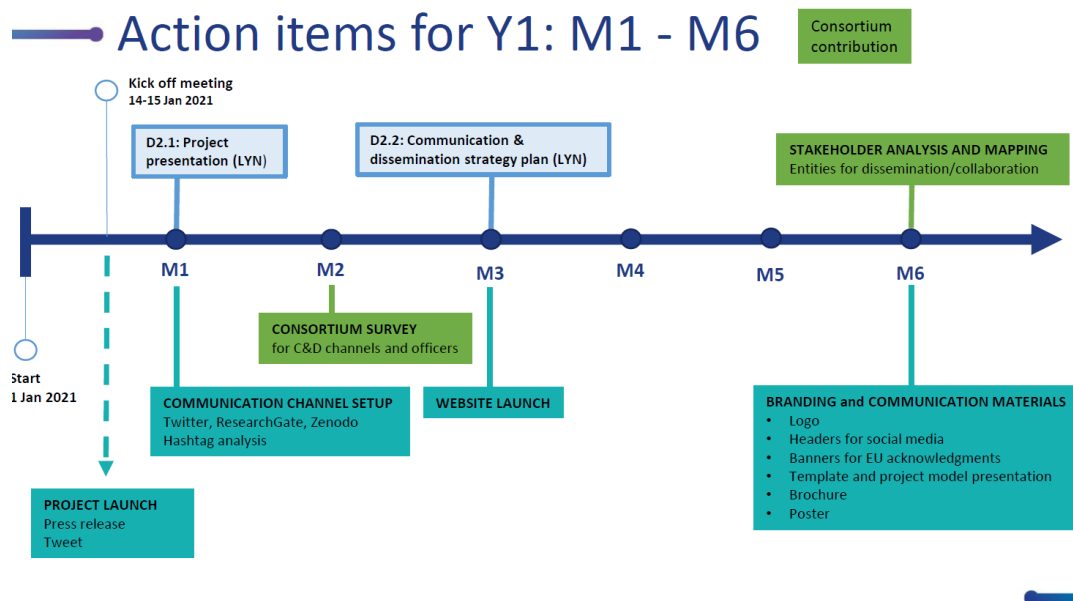 Action items for Y1: M1 - M6
Consortium
contribution
Kick off meeting
14-15 Jan 2021
D2.1: Project
presentation (LYN)
D2.2: Communication &
dissemination strategy plan (LYN)
STAKEHOLDER ANALYSIS AND MAPPING
Entities for dissemination/collaboration
M1
M2
M3
M4
M5
M6
CONSORTIUM SURVEY
for C&D channels and officers
Start
1 Jan 2021
COMMUNICATION CHANNEL SETUP
Twitter, ResearchGate, Zenodo
Hashtag analysis
WEBSITE LAUNCH
BRANDING and COMMUNICATION MATERIALS
• Logo
• Headers for social media
• Banners for EU acknowledgments
• Template and project model presentation
• Brochure
• Poster
PROJECT LAUNCH
Press release
Tweet